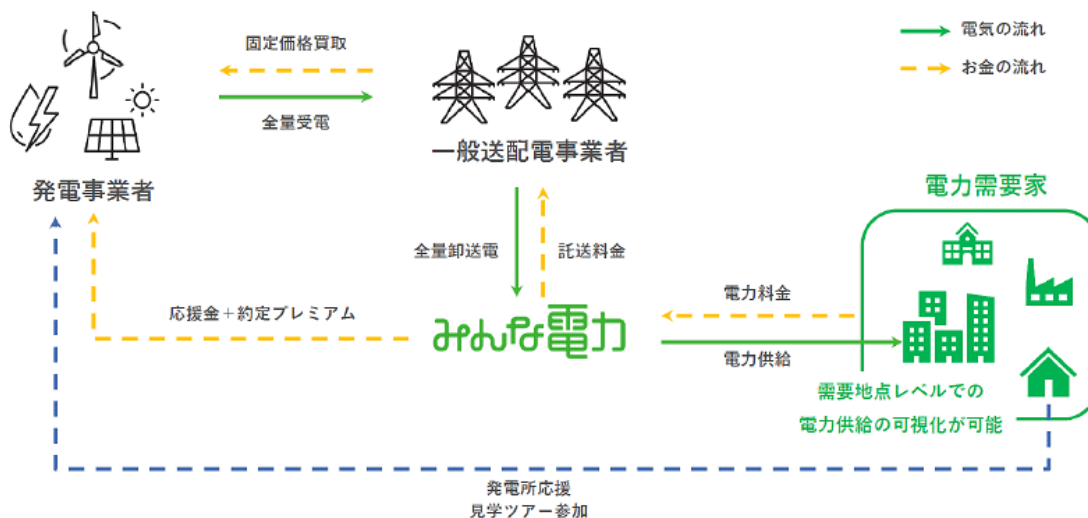 固定価格買取
全量受電
電気の流れ
お金の流れ
一般送配電事業者
発電事業者
電力需要家
全量卸送電
託送料金
電力料金
応援金+約定プレミアム
みんな電力
電力供給
需要地点レベルでの
電力供給の可視化が可能
発電所応援
見学ツアー参加